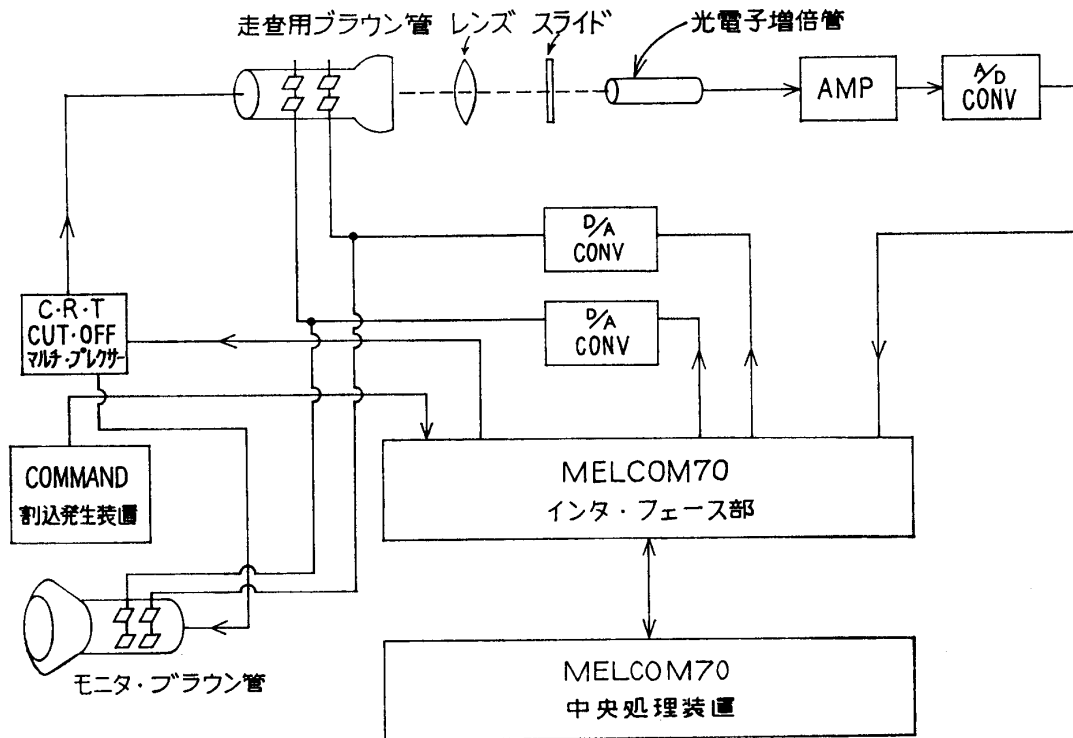 走査用ブラウン管 レンズ スライド 光電子増倍管
AMP
A/D
CONV
D/A
CONV
D/A
CONV
C・R・T
CUT・OFF
マルチ・プレクサー
COMMAND
割込発生装置
MELCOM70
インタ・フェース部
モニタ・ブラウン管
MELCOM70
中央処理装置